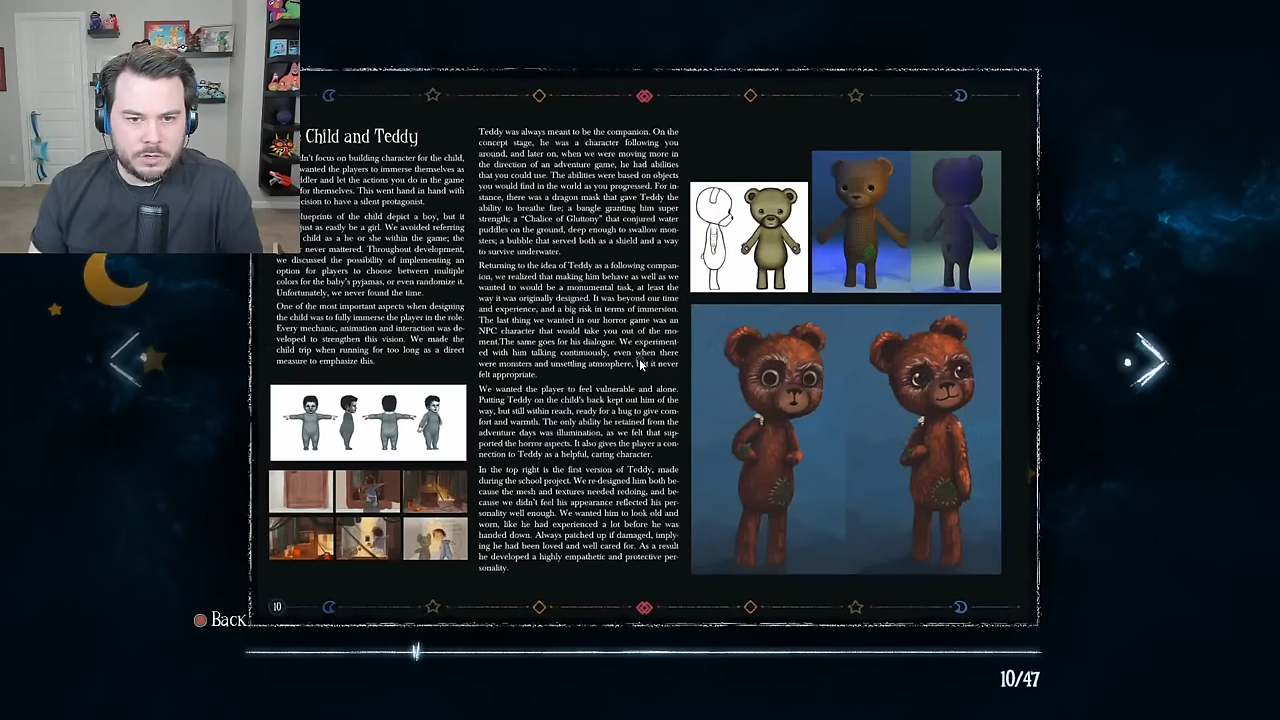 Child and Teddy
dn't focus on building character for the child,
wanted the players to immerse themselves as
ddler and let the actions you do in the game
for themselves. This went hand in hand with
cision to have a silent protagonist.
lueprints of the child depict a boy, but it
just as easily be a girl. We avoided referring
child as a he or she within the game; the
never mattered. Throughout development,
we discussed the possibility of implementing an
option for players to choose between multiple
colors for the baby's pyjamas, or even randomize it.
Unfortunately, we never found the time.
One of the most important aspects when designing
the child was to fully immerse the player in the role.
Every mechanic, animation and interaction was de-
veloped to strengthen this vision. We made the
child trip when running for too long as a direct
measure to emphasize this.
Teddy was always meant to be the companion. On the
concept stage, he was a character following you
around, and later on, when we were moving more in
the direction of an adventure game, he had abilities
that you could use. The abilities were based on objects
you would find in the world as you progressed. For in-
stance, there was a dragon mask that gave Teddy the
ability to breathe fire; a bangle granting him super
strength; a "Chalice of Gluttony" that conjured water
puddles on the ground, deep enough to swallow mon-
sters; a bubble that served both as a shield and a way
to survive underwater.
Returning to the idea of Teddy as a following compan-
ion, we realized that making him behave as well as we
wanted to would be a monumental task, at least the
way it was originally designed. It was beyond our time
and experience, and a big risk in terms of immersion.
The last thing we wanted in our horror game was an
NPC character that would take you out of the mo-
ment.The same goes for his dialogue. We experiment-
ed with him talking continuously, even when there
were monsters and unsettling atmosphere, but it never
felt appropriate.
We wanted the player to feel vulnerable and alone.
Putting Teddy on the child's back kept out him of the
way, but still within reach, ready for a hug to give com-
fort and warmth. The only ability he retained from the
adventure days was illumination, as we felt that sup-
ported the horror aspects. It also gives the player a con-
nection to Teddy as a helpful, caring character.
In the top right is the first version of Teddy, made
during the school project. We re-designed him both be-
cause the mesh and textures needed redoing, and be-
cause we didn't feel his appearance reflected his per-
sonality well enough. We wanted him to look old and
worn, like he had experienced a lot before he was
handed down. Always patched up if damaged, imply-
ing he had been loved and well cared for. As a result
he developed a highly empathetic and protective per-
sonality.
10
Back
10/47